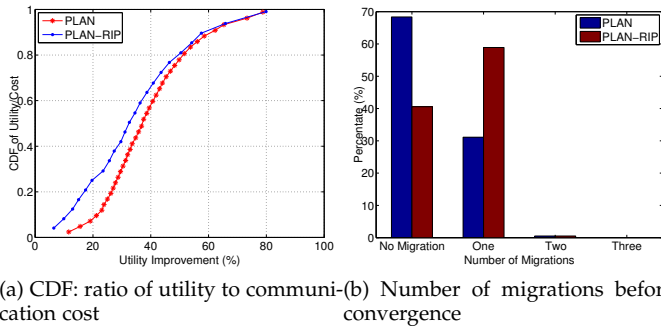 1
0.8
0.6
0.4
0.2
0
CDF of Utility/Cost
PLAN
PLAN−RIP
0 20 40 60 80 100
Utility Improvement (%)
(a) CDF: ratio of utility to communi-
cation cost
70
60
50
40
30
20
10
0
Percentate (%)
PLAN
PLAN−RIP
No Migration One Two Three
Number of Migrations
(b) Number of migrations befor
convergence